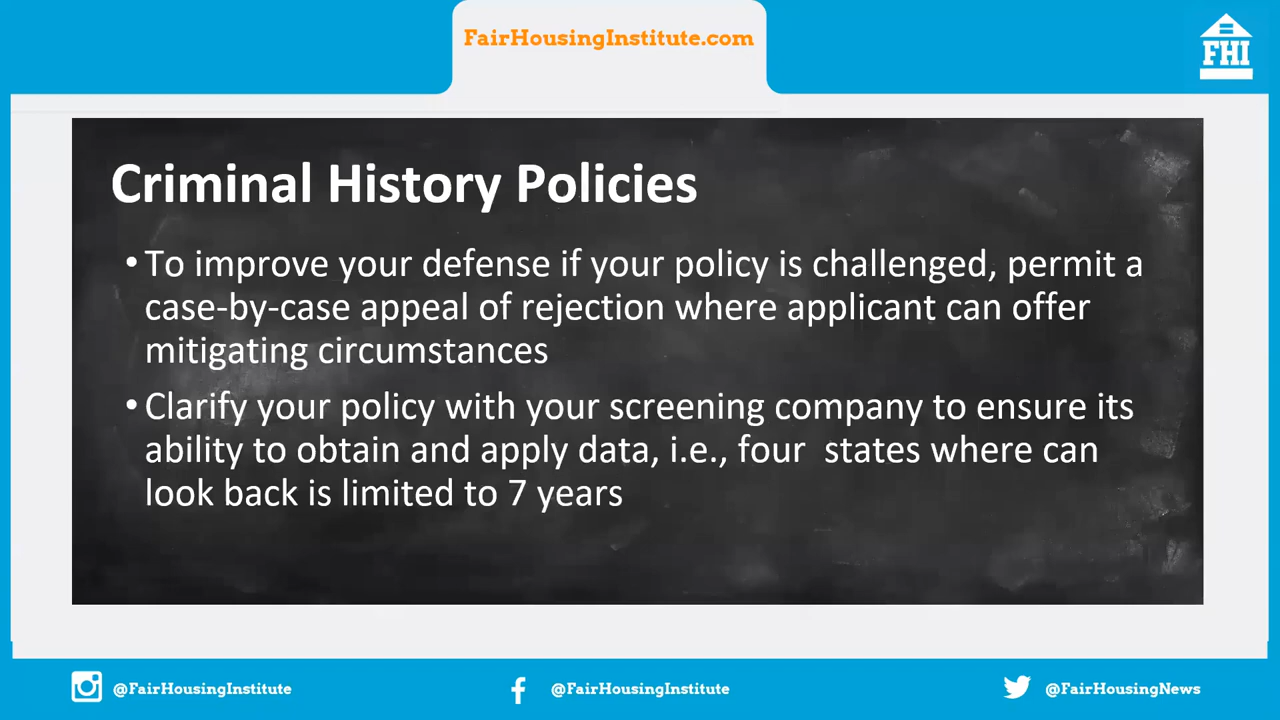 FairHousingInstitute.com
FHI
Criminal History Policies
• To improve your defense if your policy is challenged, permit a
case-by-case appeal of rejection where applicant can offer
mitigating circumstances
• Clarify your policy with your screening company to ensure its
ability to obtain and apply data, i.e., four  states where can
look back is limited to 7 years
@FairHousingInstitute
@FairHousingInstitute
@FairHousingNews